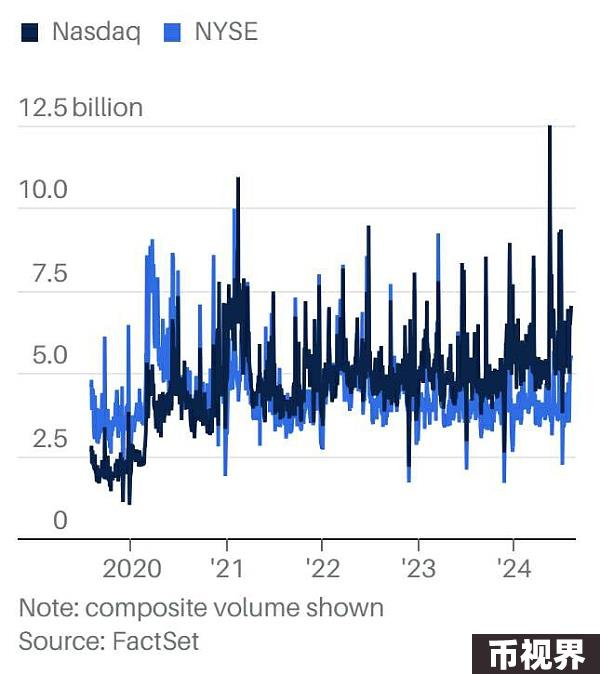 Nasdaq NYSE
12.5 billion
10.0
7.5
5.0
2.5
0
2020 '21 '22 '23 '24
Note: composite volume shown
Source: FactSet
币视界